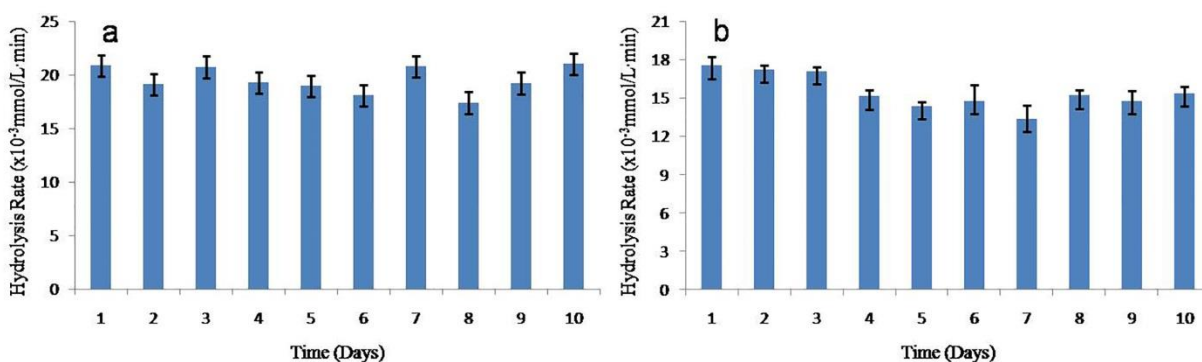 a
Hydrolysis Rate (x10⁻³mmol/L·min)
25
20
15
10
5
0
1 2 3 4 5 6 7 8 9 10
Time (Days)
b
Hydrolysis Rate (x10⁻³mmol/L·min)
21
18
15
12
9
6
3
0
1 2 3 4 5 6 7 8 9 10
Time (Days)